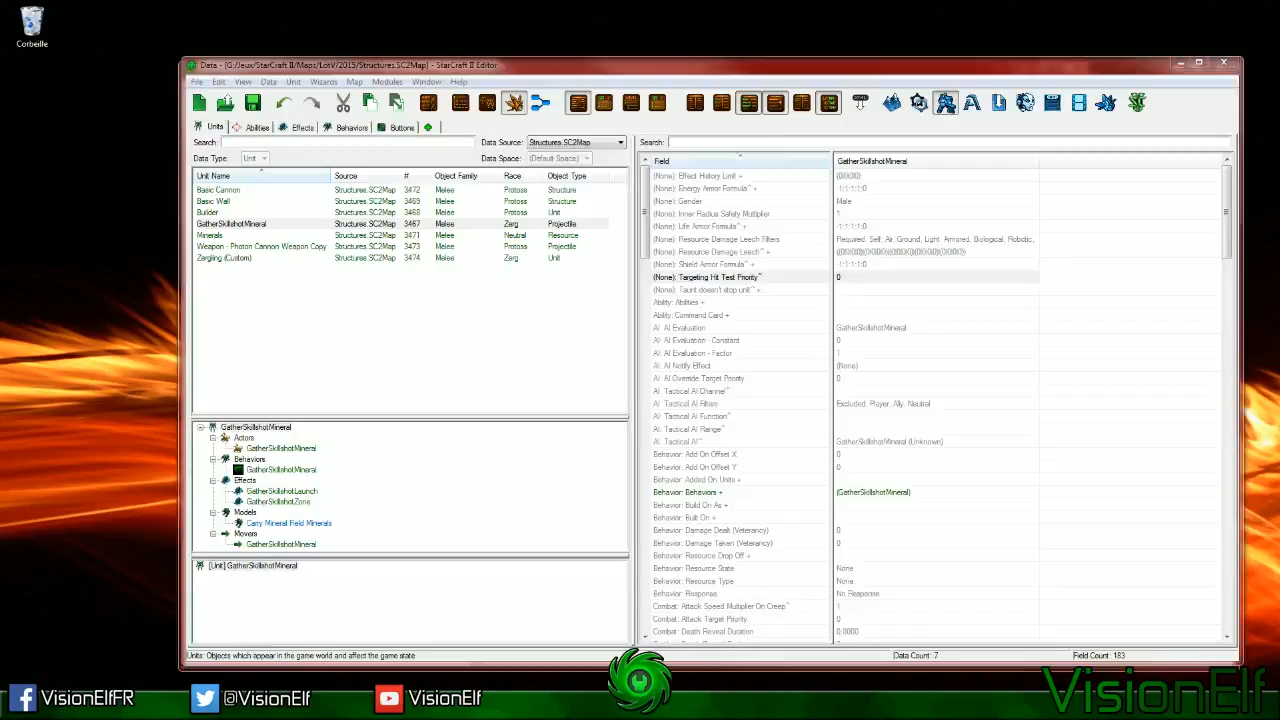 Corbeille
Data - [G:/Jeux/StarCraft II/Maps/LotV/2015/Structures.SC2Map] - StarCraft II Editor
File Edit View Data Unit Wizards Map Modules Window Help
Units Abilities Effects Behaviors Buttons
Search: Data Source: Structures.SC2Map
Data Type: Unit Data Space: (Default Space)
Unit Name Source # Object Family Race Object Type
Basic Cannon Structures.SC2Map 3472 Melee Protoss Structure
Basic Wall Structures.SC2Map 3469 Melee Protoss Structure
Builder Structures.SC2Map 3468 Melee Protoss Unit
GatherSkillshotMineral Structures.SC2Map 3467 Melee Zerg Projectile
Minerals Structures.SC2Map 3471 Melee Neutral Resource
Weapon - Photon Cannon Weapon Copy Structures.SC2Map 3473 Melee Protoss Projectile
Zergling (Custom) Structures.SC2Map 3474 Melee Zerg Unit
GatherSkillshotMineral
Actors
GatherSkillshotMineral
Behaviors
GatherSkillshotMineral
Effects
GatherSkillshotLaunch
GatherSkillshotZone
Models
Carry Mineral Field Minerals
Movers
GatherSkillshotMineral
[Unit] GatherSkillshotMineral
Search:
Field GatherSkillshotMineral
(None): Effect History Limit +
(None): Energy Armor Formula^ + -1:1:1:1:0
(None): Gender Male
(None): Inner Radius Safety Multiplier 1
(None): Life Armor Formula^ + -1:1:1:1:0
(None): Resource Damage Leech Filters Required: Self, Air, Ground, Light, Armored, Biological, Robotic,
(None): Resource Damage Leech^ +
(None): Shield Armor Formula^ + -1:1:1:1:0
(None): Targeting Hit Test Priority^ 0
(None): Taunt doesn't stop unit^ +
Ability: Abilities +
Ability: Command Card +
AI: AI Evaluation GatherSkillshotMineral
AI: AI Evaluation - Constant 0
AI: AI Evaluation - Factor 1
AI: AI Notify Effect (None)
AI: AI Override Target Priority 0
AI: Tactical AI Channel^
AI: Tactical AI Filters Excluded: Player, Ally, Neutral
AI: Tactical AI Function^
AI: Tactical AI Range^
AI: Tactical AI^ GatherSkillshotMineral (Unknown)
Behavior: Add On Offset X 0
Behavior: Add On Offset Y 0
Behavior: Added On Units +
Behavior: Behaviors + (GatherSkillshotMineral)
Behavior: Build On As +
Behavior: Built On +
Behavior: Damage Dealt (Veterancy) 0
Behavior: Damage Taken (Veterancy) 0
Behavior: Resource Drop Off +
Behavior: Resource State None
Behavior: Resource Type None
Behavior: Response No Response
Combat: Attack Speed Multiplier On Creep^ 1
Combat: Attack Target Priority 0
Combat: Death Reveal Duration 0.0000
Units: Objects which appear in the game world and affect the game state Data Count: 7 Field Count: 183
VisionElfFR @VisionElf VisionElf
VisionElf